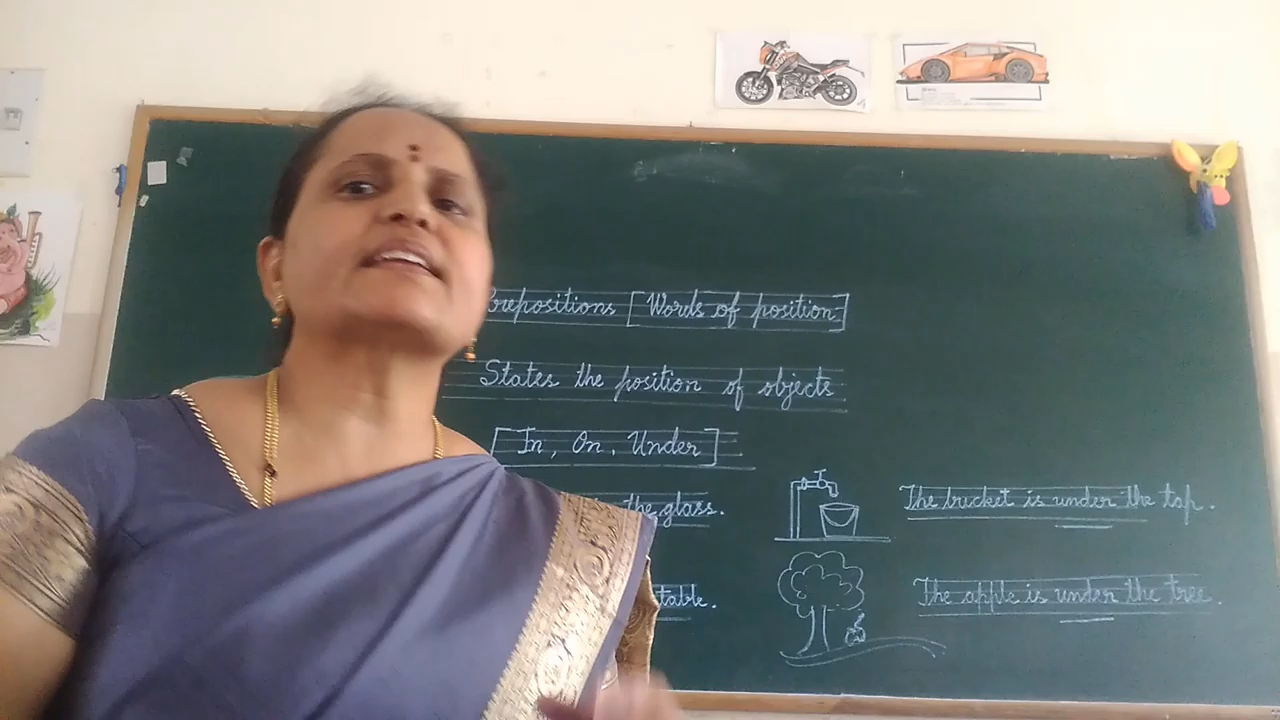 Prepositions [Words of position]
States the position of objects
[In, On, Under]
the glass.
The bucket is under the tap.
table.
The apple is under the tree.